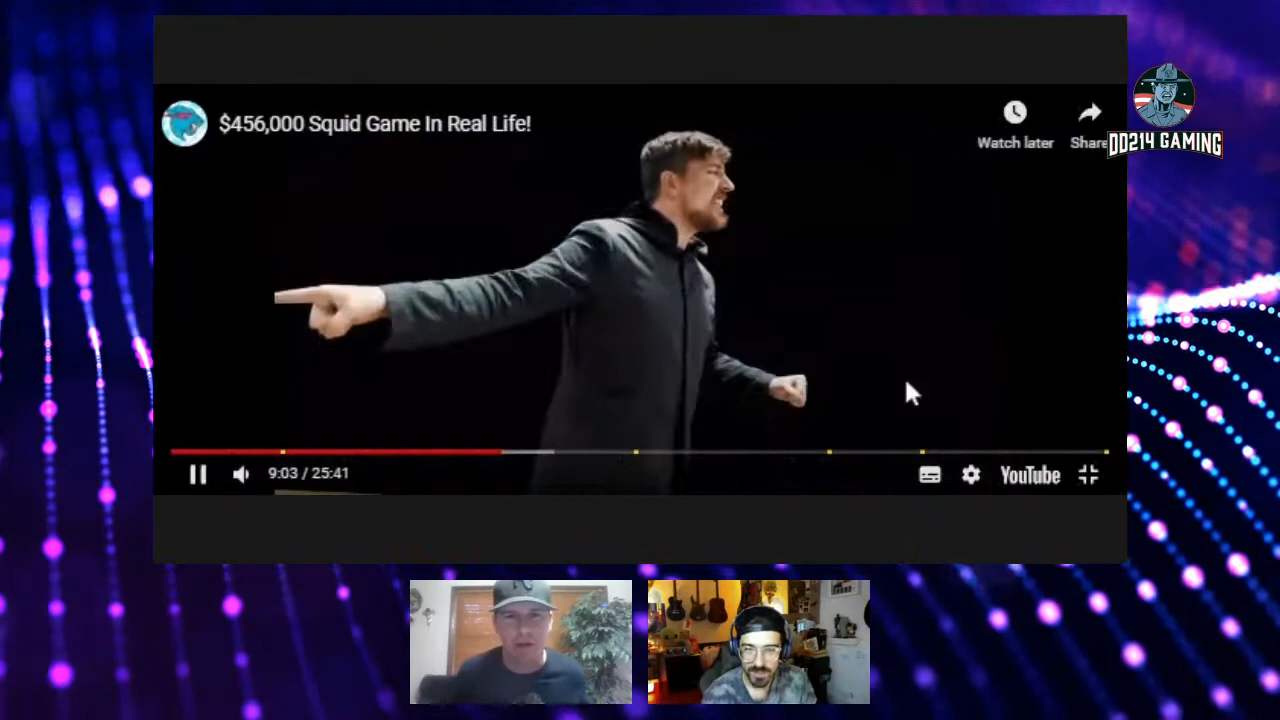 $456,000 Squid Game In Real Life!
Watch later
Share
DD214 GAMING
9:03 / 25:41
YouTube